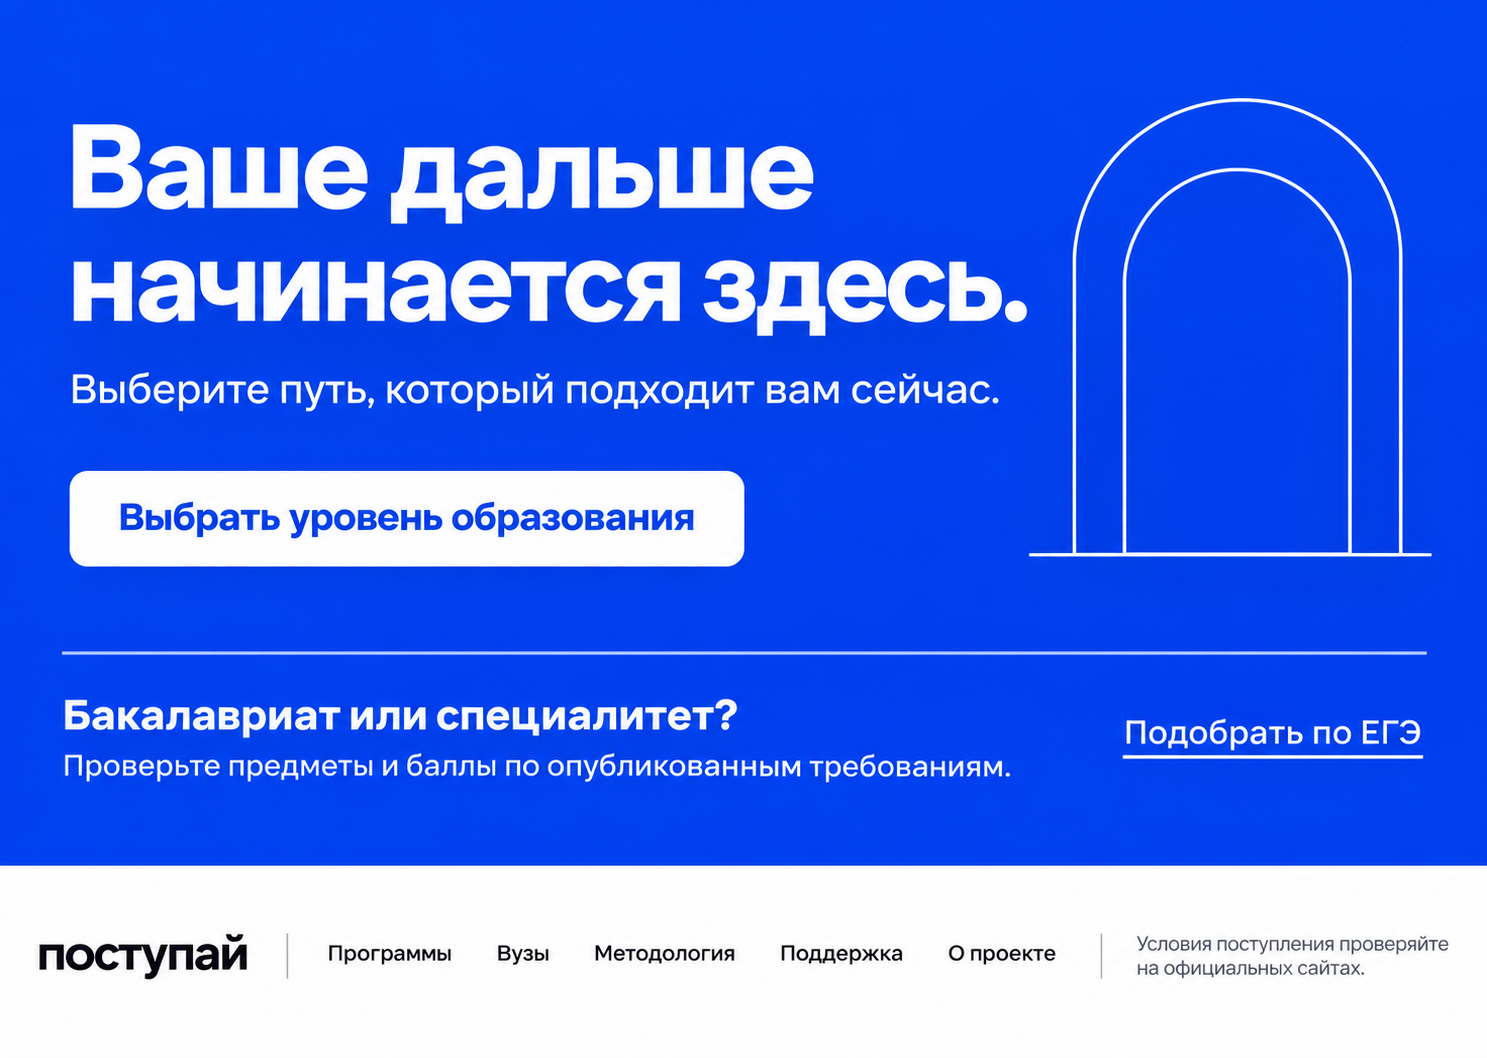 Ваше дальше
начинается здесь.
Выберите путь, который подходит вам сейчас.
Выбрать уровень образования
Бакалавриат или специалитет?
Проверьте предметы и баллы по опубликованным требованиям.
Подобрать по ЕГЭ
поступай
Программы
Вузы
Методология
Поддержка
О проекте
Условия поступления проверяйте
на официальных сайтах.